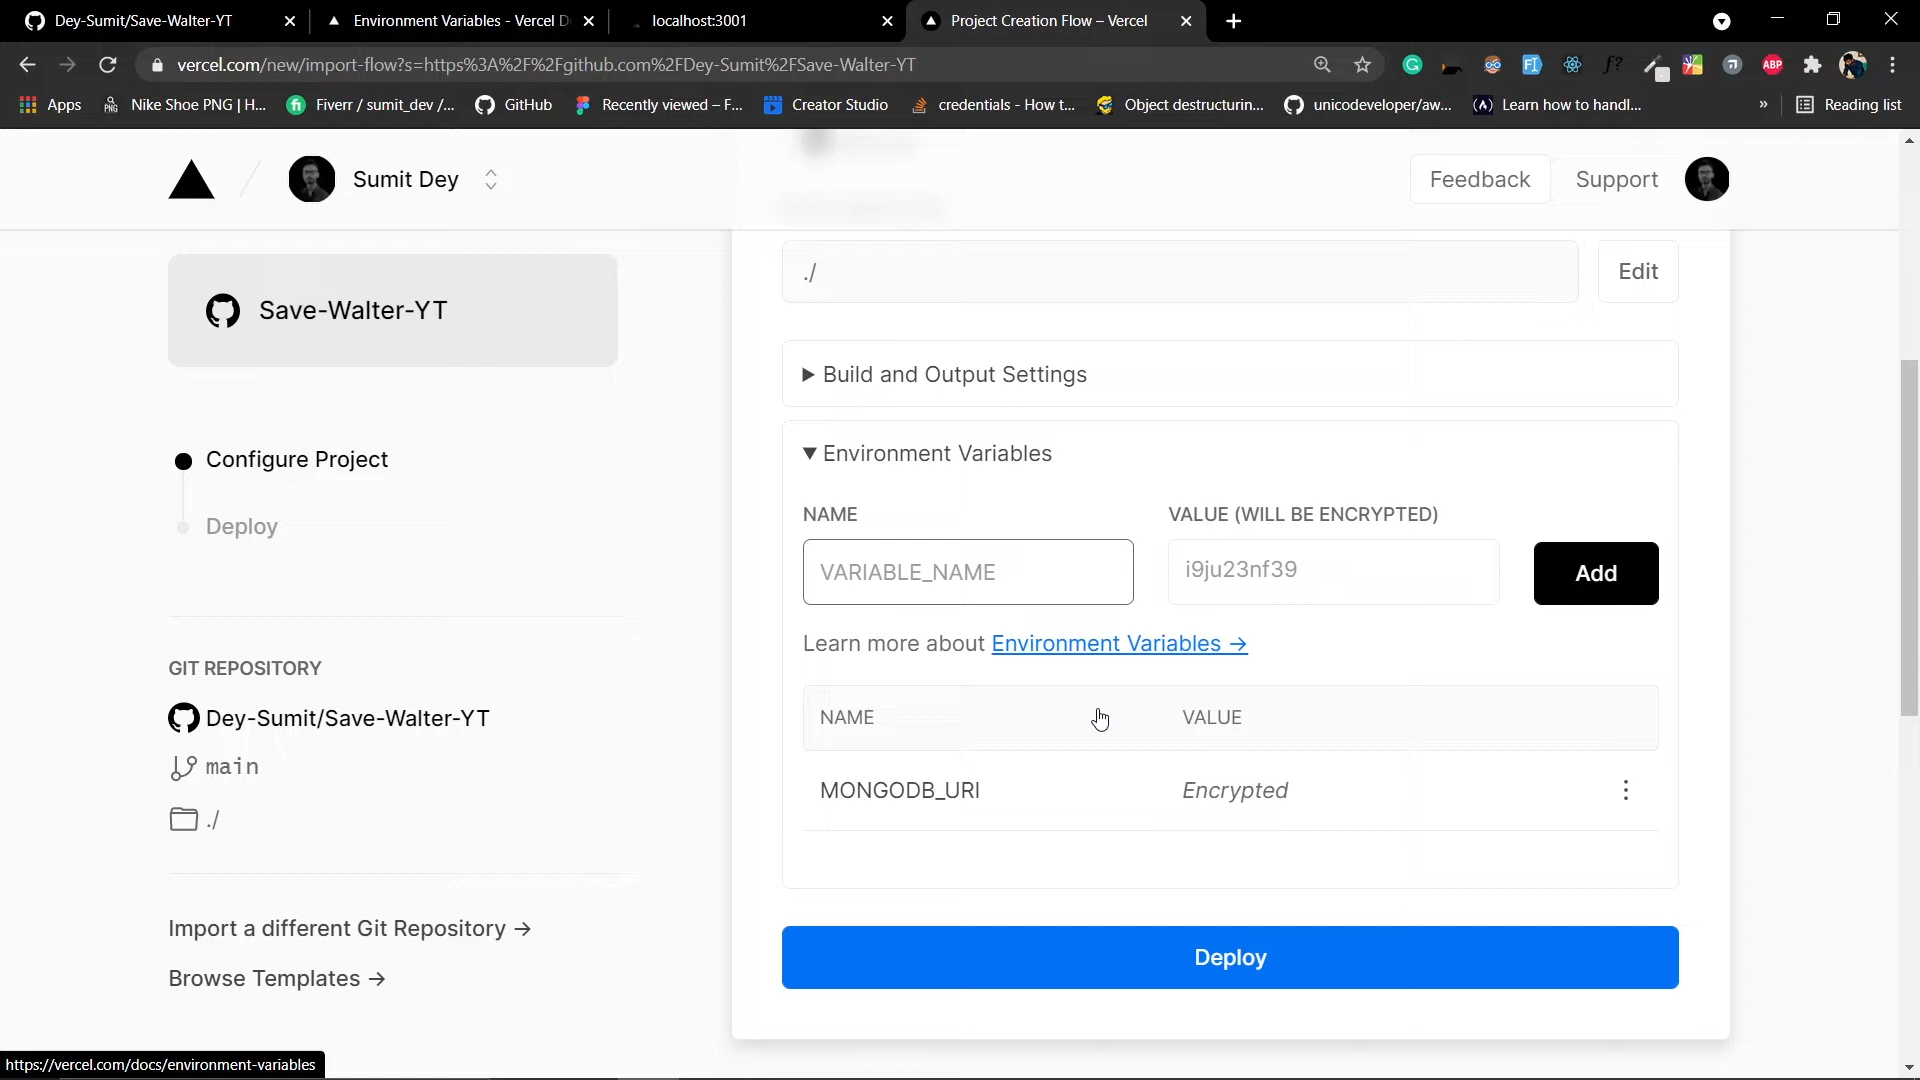 Dey-Sumit/Save-Walter-YT
Environment Variables - Vercel D
localhost:3001
Project Creation Flow – Vercel
vercel.com/new/import-flow?s=https%3A%2F%2Fgithub.com%2FDey-Sumit%2FSave-Walter-YT
ABP
Apps
Nike Shoe PNG | H...
Fiverr / sumit_dev /...
GitHub
Recently viewed – F...
Creator Studio
credentials - How t...
Object destructurin...
unicodeveloper/aw...
Learn how to handl...
»
Reading list
Sumit Dey
Feedback
Support
./
Edit
Save-Walter-YT
Build and Output Settings
Configure Project
Deploy
Environment Variables
NAME
VALUE (WILL BE ENCRYPTED)
VARIABLE_NAME
i9ju23nf39
Add
Learn more about Environment Variables →
GIT REPOSITORY
Dey-Sumit/Save-Walter-YT
main
./
NAME
VALUE
MONGODB_URI
Encrypted
Import a different Git Repository →
Browse Templates →
Deploy
https://vercel.com/docs/environment-variables